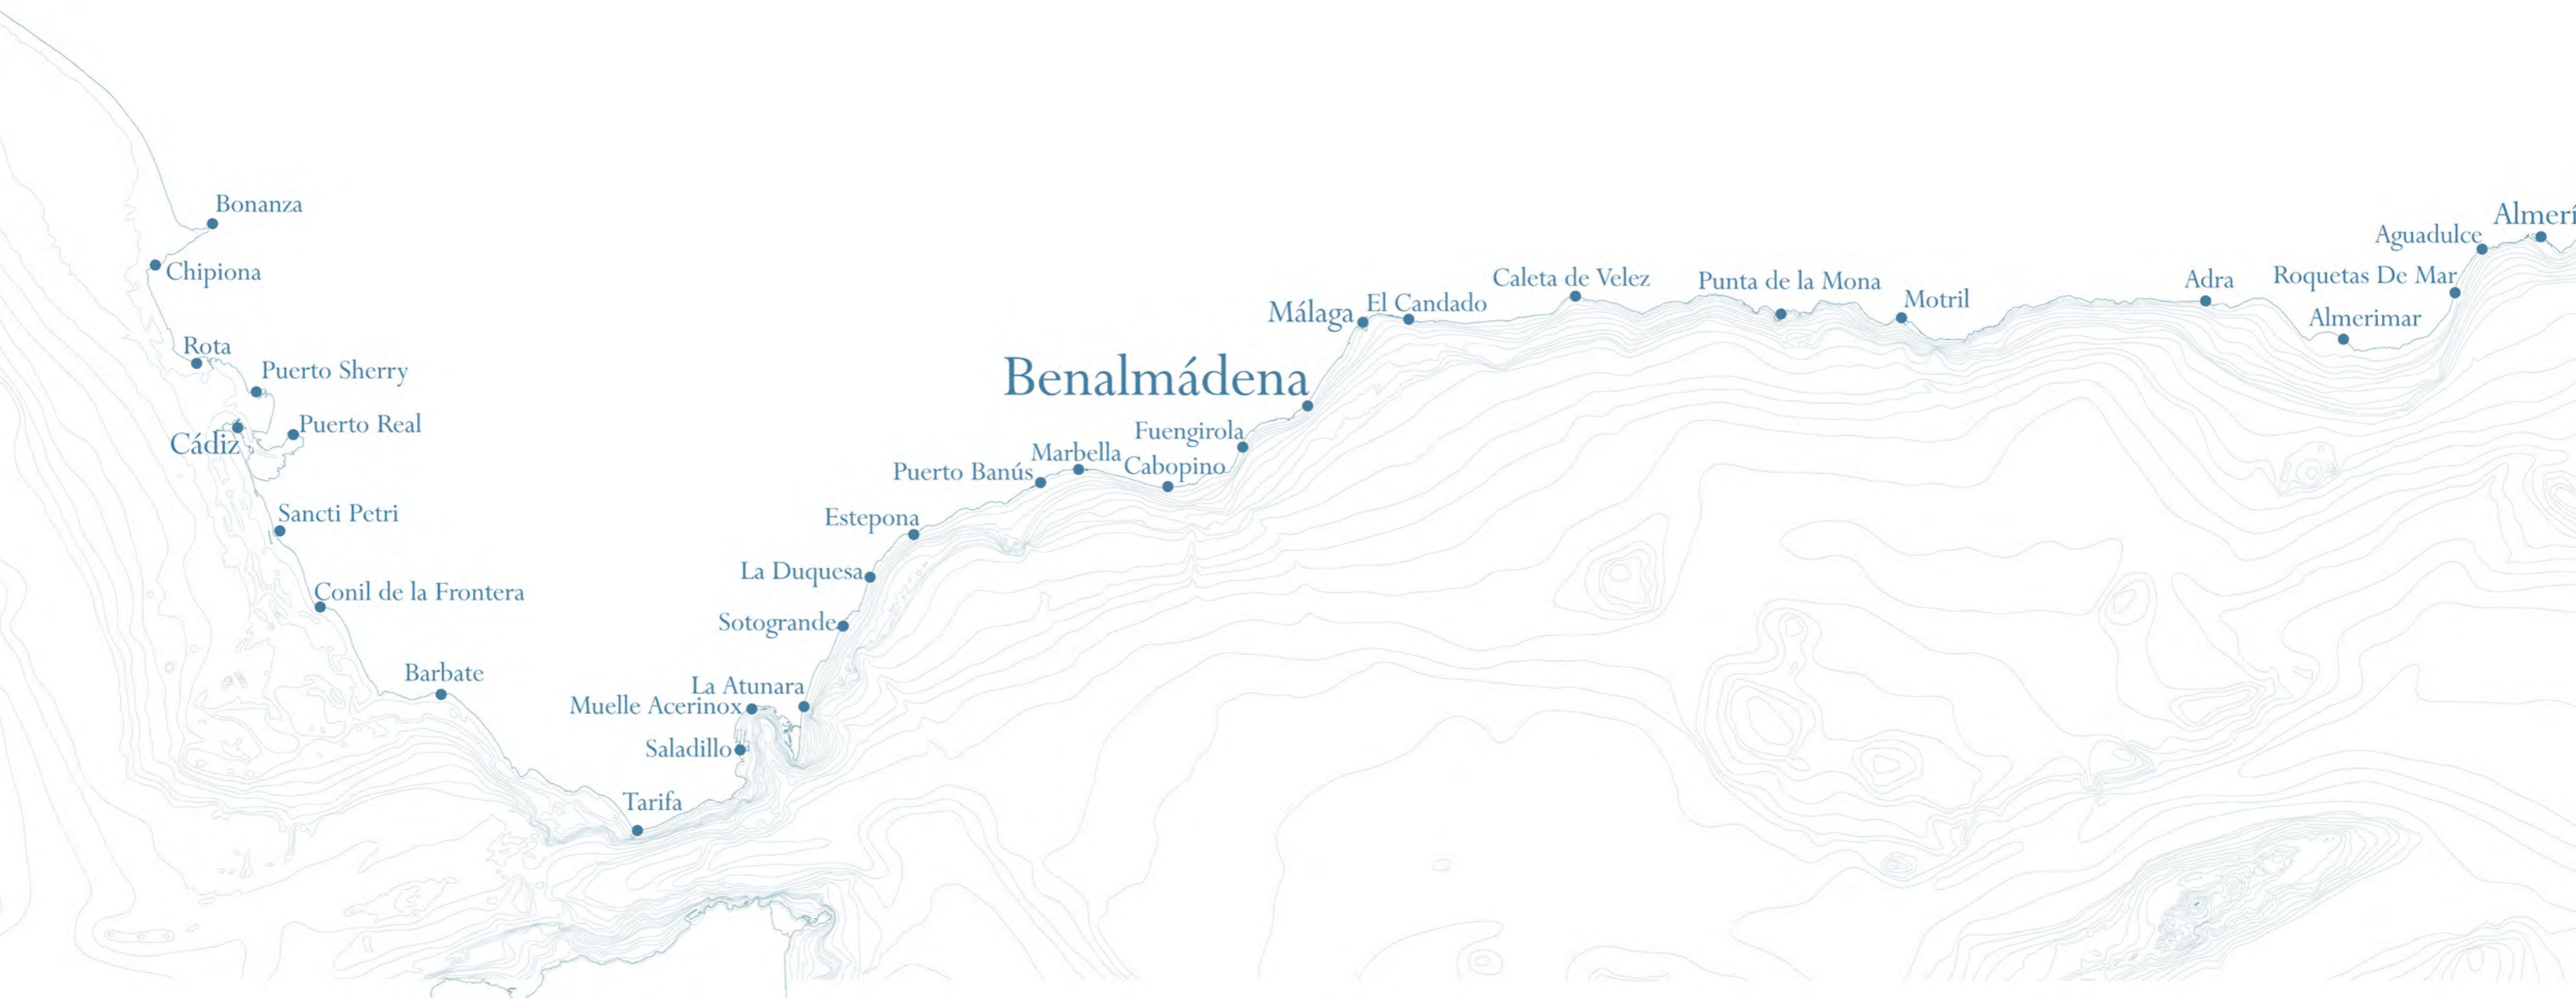 Bonanza
Chipiona
Rota
Puerto Sherry
Puerto Real
Cádiz
Sancti Petri
Conil de la Frontera
Barbate
Tarifa
Saladillo
Muelle Acerinox
La Atunara
Sotogrande
La Duquesa
Estepona
Puerto Banús
Marbella
Cabopino
Fuengirola
Benalmádena
Málaga
El Candado
Caleta de Velez
Punta de la Mona
Motril
Adra
Almerimar
Roquetas De Mar
Aguadulce
Almerí